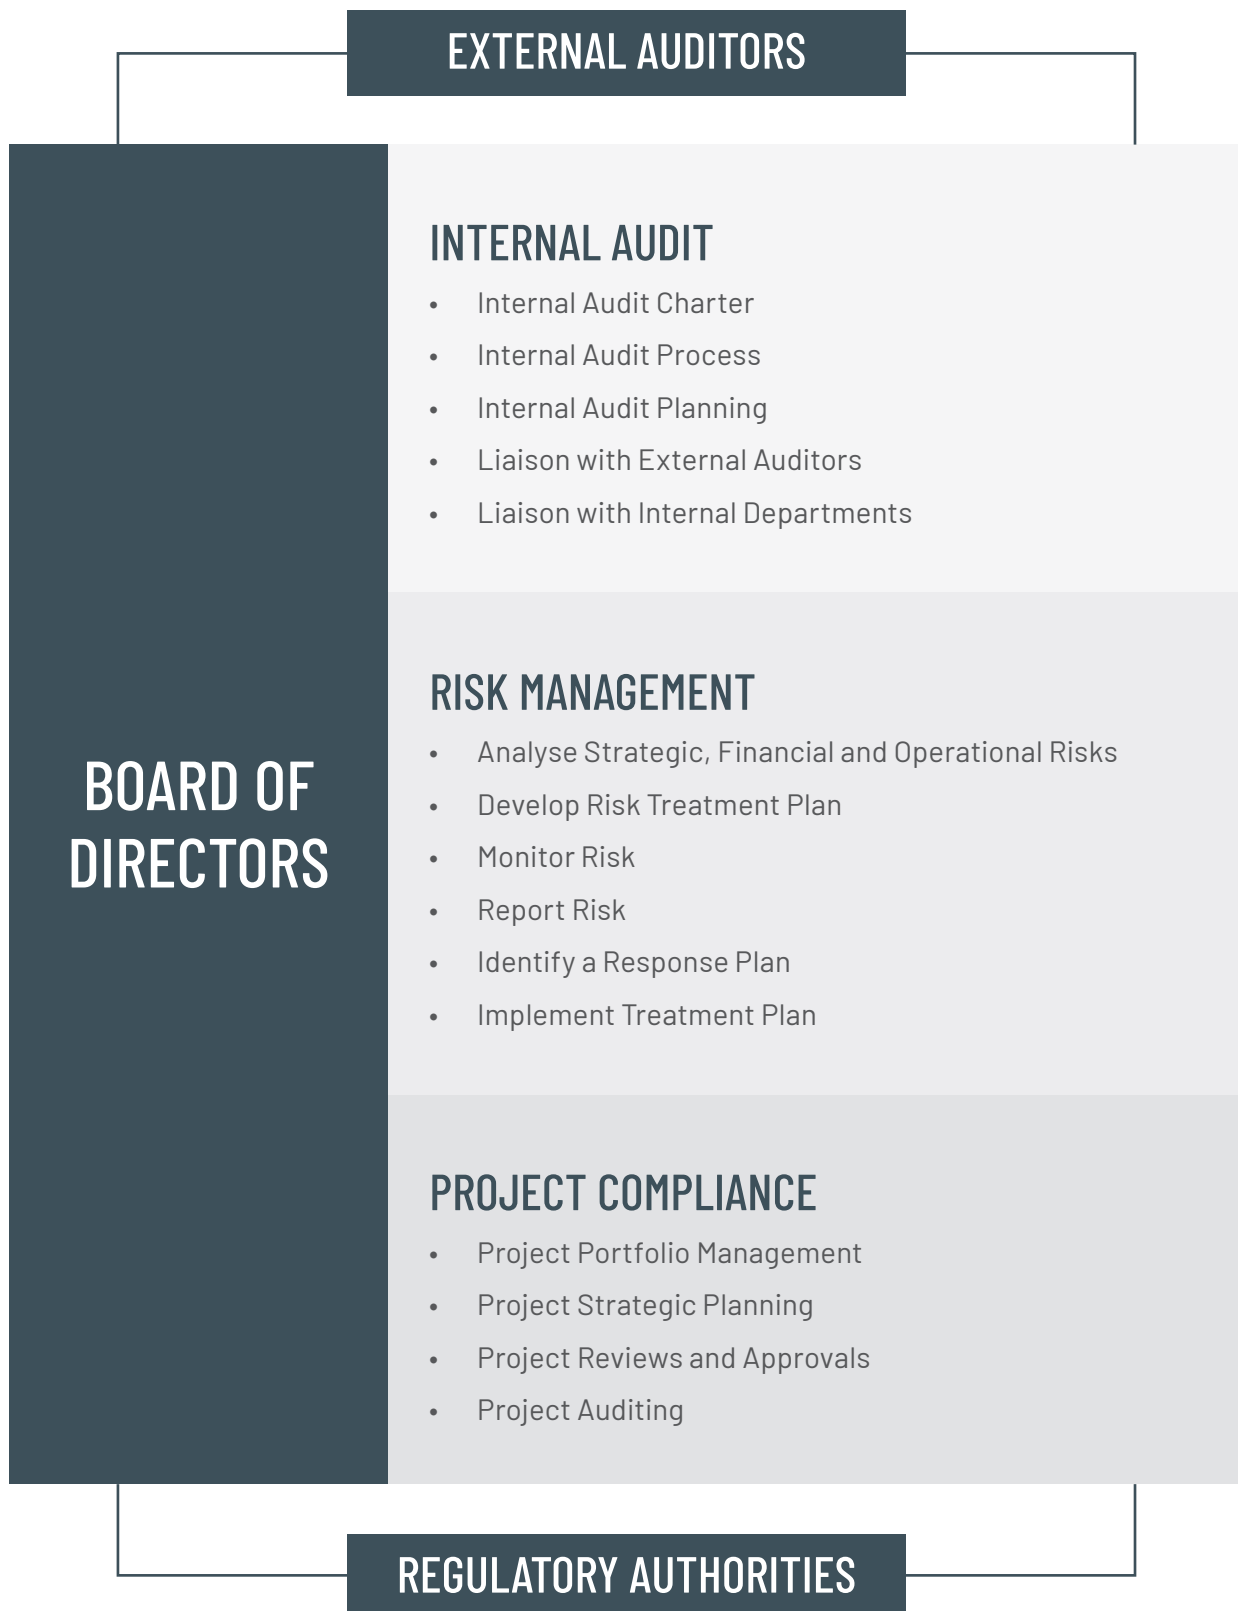 EXTERNAL AUDITORS
INTERNAL AUDIT
• Internal Audit Charter
• Internal Audit Process
• Internal Audit Planning
• Liaison with External Auditors
• Liaison with Internal Departments
RISK MANAGEMENT
• Analyse Strategic, Financial and Operational Risks
• Develop Risk Treatment Plan
• Monitor Risk
• Report Risk
• Identify a Response Plan
• Implement Treatment Plan
BOARD OF
DIRECTORS
PROJECT COMPLIANCE
• Project Portfolio Management
• Project Strategic Planning
• Project Reviews and Approvals
• Project Auditing
REGULATORY AUTHORITIES